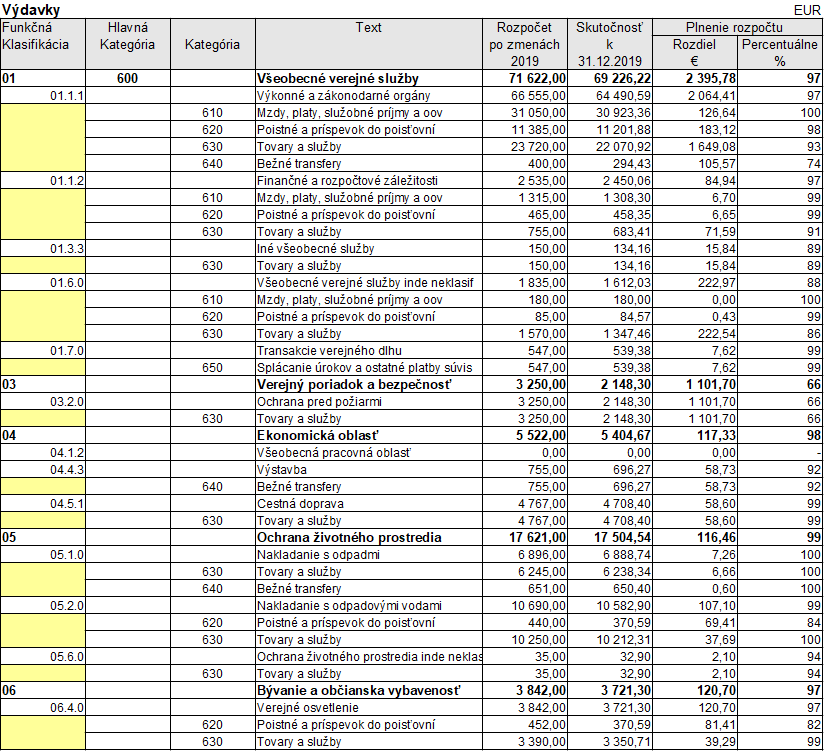 Výdavky EUR
Funkčná Hlavná Text Rozpočet Skutočnosť Plnenie rozpočtu
Klasifikácia Kategória Kategória po zmenách k Rozdiel Percentuálne
2019 31.12.2019 € %
01 600 Všeobecné verejné služby 71 622,00 69 226,22 2 395,78 97
01.1.1 Výkonné a zákonodarné orgány 66 555,00 64 490,59 2 064,41 97
610 Mzdy, platy, služobné príjmy a oov 31 050,00 30 923,36 126,64 100
620 Poistné a príspevok do poisťovní 11 385,00 11 201,88 183,12 98
630 Tovary a služby 23 720,00 22 070,92 1 649,08 93
640 Bežné transfery 400,00 294,43 105,57 74
01.1.2 Finančné a rozpočtové záležitosti 2 535,00 2 450,06 84,94 97
610 Mzdy, platy, služobné príjmy a oov 1 315,00 1 308,30 6,70 99
620 Poistné a príspevok do poisťovní 465,00 458,35 6,65 99
630 Tovary a služby 755,00 683,41 71,59 91
01.3.3 Iné všeobecné služby 150,00 134,16 15,84 89
630 Tovary a služby 150,00 134,16 15,84 89
01.6.0 Všeobecné verejné služby inde neklasif 1 835,00 1 612,03 222,97 88
610 Mzdy, platy, služobné príjmy a oov 180,00 180,00 0,00 100
620 Poistné a príspevok do poisťovní 85,00 84,57 0,43 99
630 Tovary a služby 1 570,00 1 347,46 222,54 86
01.7.0 Transakcie verejného dlhu 547,00 539,38 7,62 99
650 Splácanie úrokov a ostatné platby súvis 547,00 539,38 7,62 99
03 Verejný poriadok a bezpečnosť 3 250,00 2 148,30 1 101,70 66
03.2.0 Ochrana pred požiarmi 3 250,00 2 148,30 1 101,70 66
630 Tovary a služby 3 250,00 2 148,30 1 101,70 66
04 Ekonomická oblasť 5 522,00 5 404,67 117,33 98
04.1.2 Všeobecná pracovná oblasť 0,00 0,00 0,00 -
04.4.3 Výstavba 755,00 696,27 58,73 92
640 Bežné transfery 755,00 696,27 58,73 92
04.5.1 Cestná doprava 4 767,00 4 708,40 58,60 99
630 Tovary a služby 4 767,00 4 708,40 58,60 99
05 Ochrana životného prostredia 17 621,00 17 504,54 116,46 99
05.1.0 Nakladanie s odpadmi 6 896,00 6 888,74 7,26 100
630 Tovary a služby 6 245,00 6 238,34 6,66 100
640 Bežné transfery 651,00 650,40 0,60 100
05.2.0 Nakladanie s odpadovými vodami 10 690,00 10 582,90 107,10 99
620 Poistné a príspevok do poisťovní 440,00 370,59 69,41 84
630 Tovary a služby 10 250,00 10 212,31 37,69 100
05.6.0 Ochrana životného prostredia inde neklas 35,00 32,90 2,10 94
630 Tovary a služby 35,00 32,90 2,10 94
06 Bývanie a občianska vybavenosť 3 842,00 3 721,30 120,70 97
06.4.0 Verejné osvetlenie 3 842,00 3 721,30 120,70 97
620 Poistné a príspevok do poisťovní 452,00 370,59 81,41 82
630 Tovary a služby 3 390,00 3 350,71 39,29 99